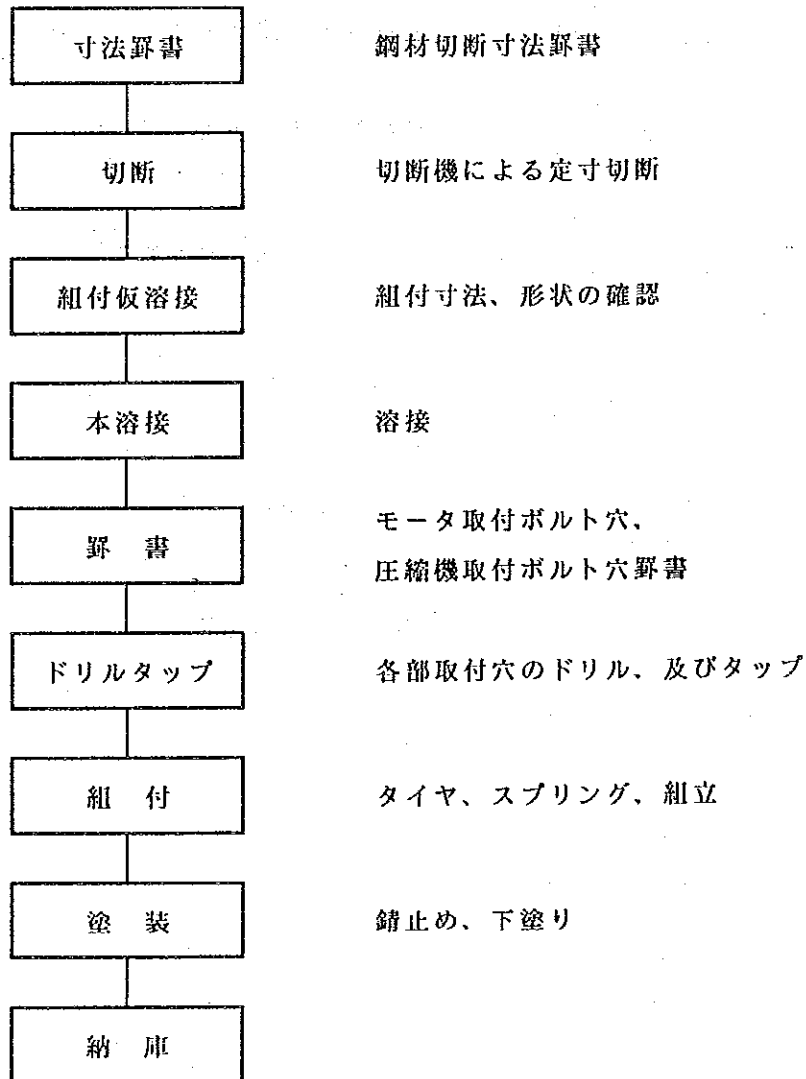 寸法罫書
鋼材切断寸法罫書
切断
切断機による定寸切断
組付仮溶接
組付寸法、形状の確認
本溶接
溶接
罫 書
モータ取付ボルト穴、
圧縮機取付ボルト穴罫書
ドリルタップ
各部取付穴のドリル、及びタップ
組 付
タイヤ、スプリング、組立
塗 装
錆止め、下塗り
納 庫